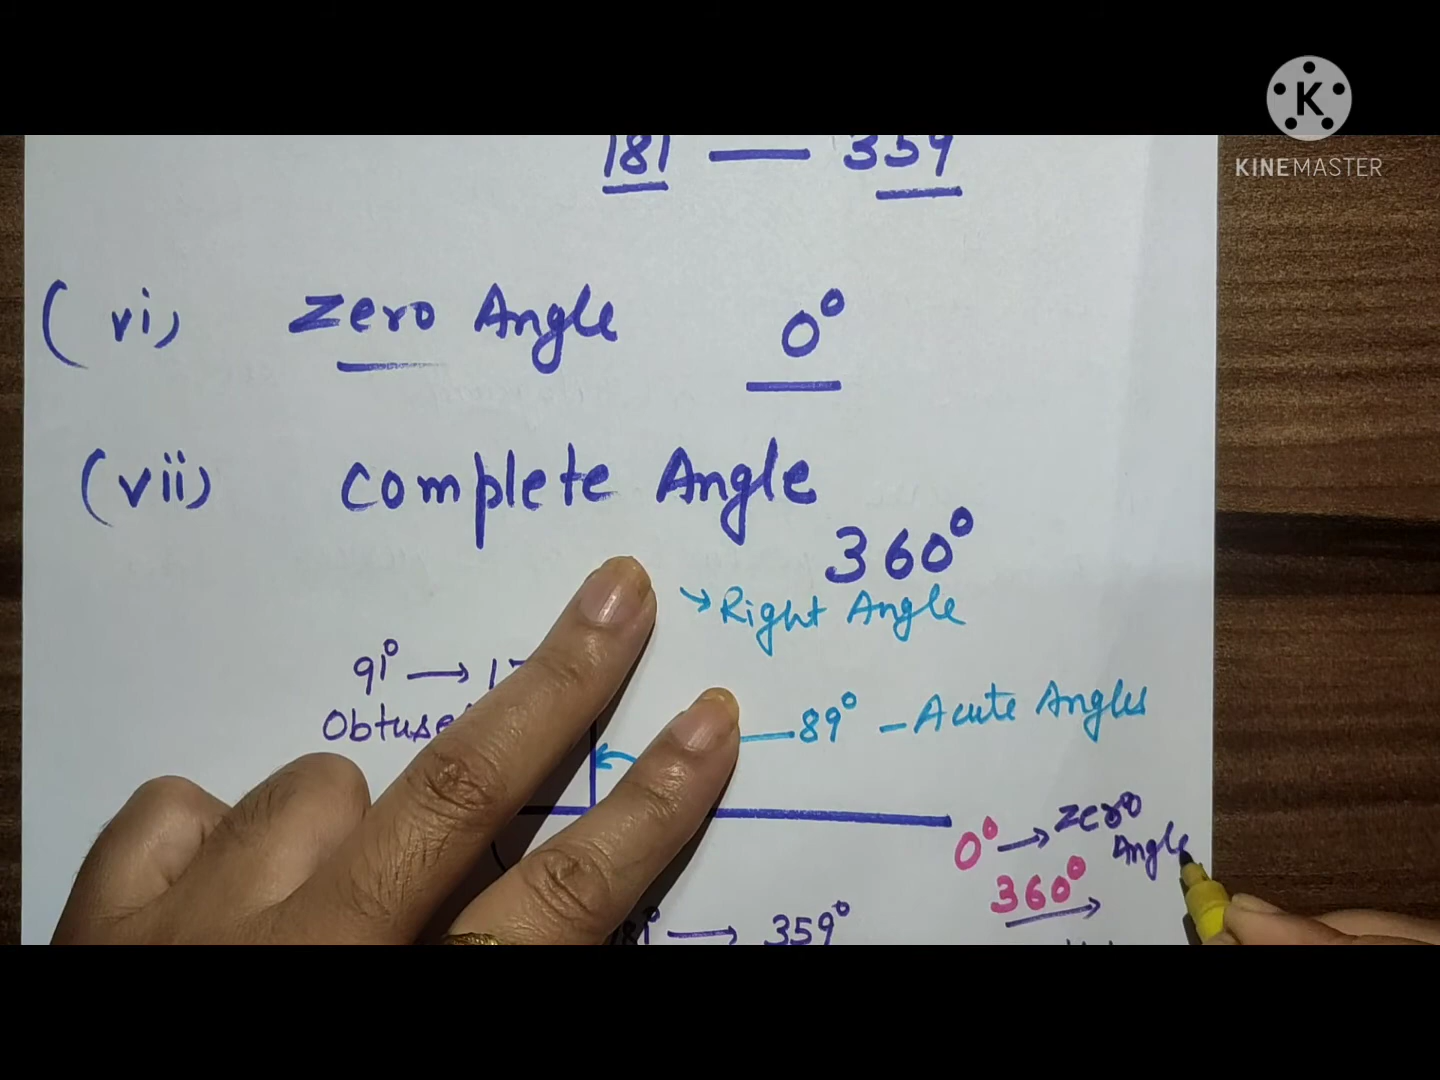 K
KINEMASTER
181 — 359
(vi) Zero Angle 0°
(vii) Complete Angle
360°
→ Right Angle
91° →
Obtuse
89° - Acute Angles
0° → Zero
Angle
360° →
→ 359°